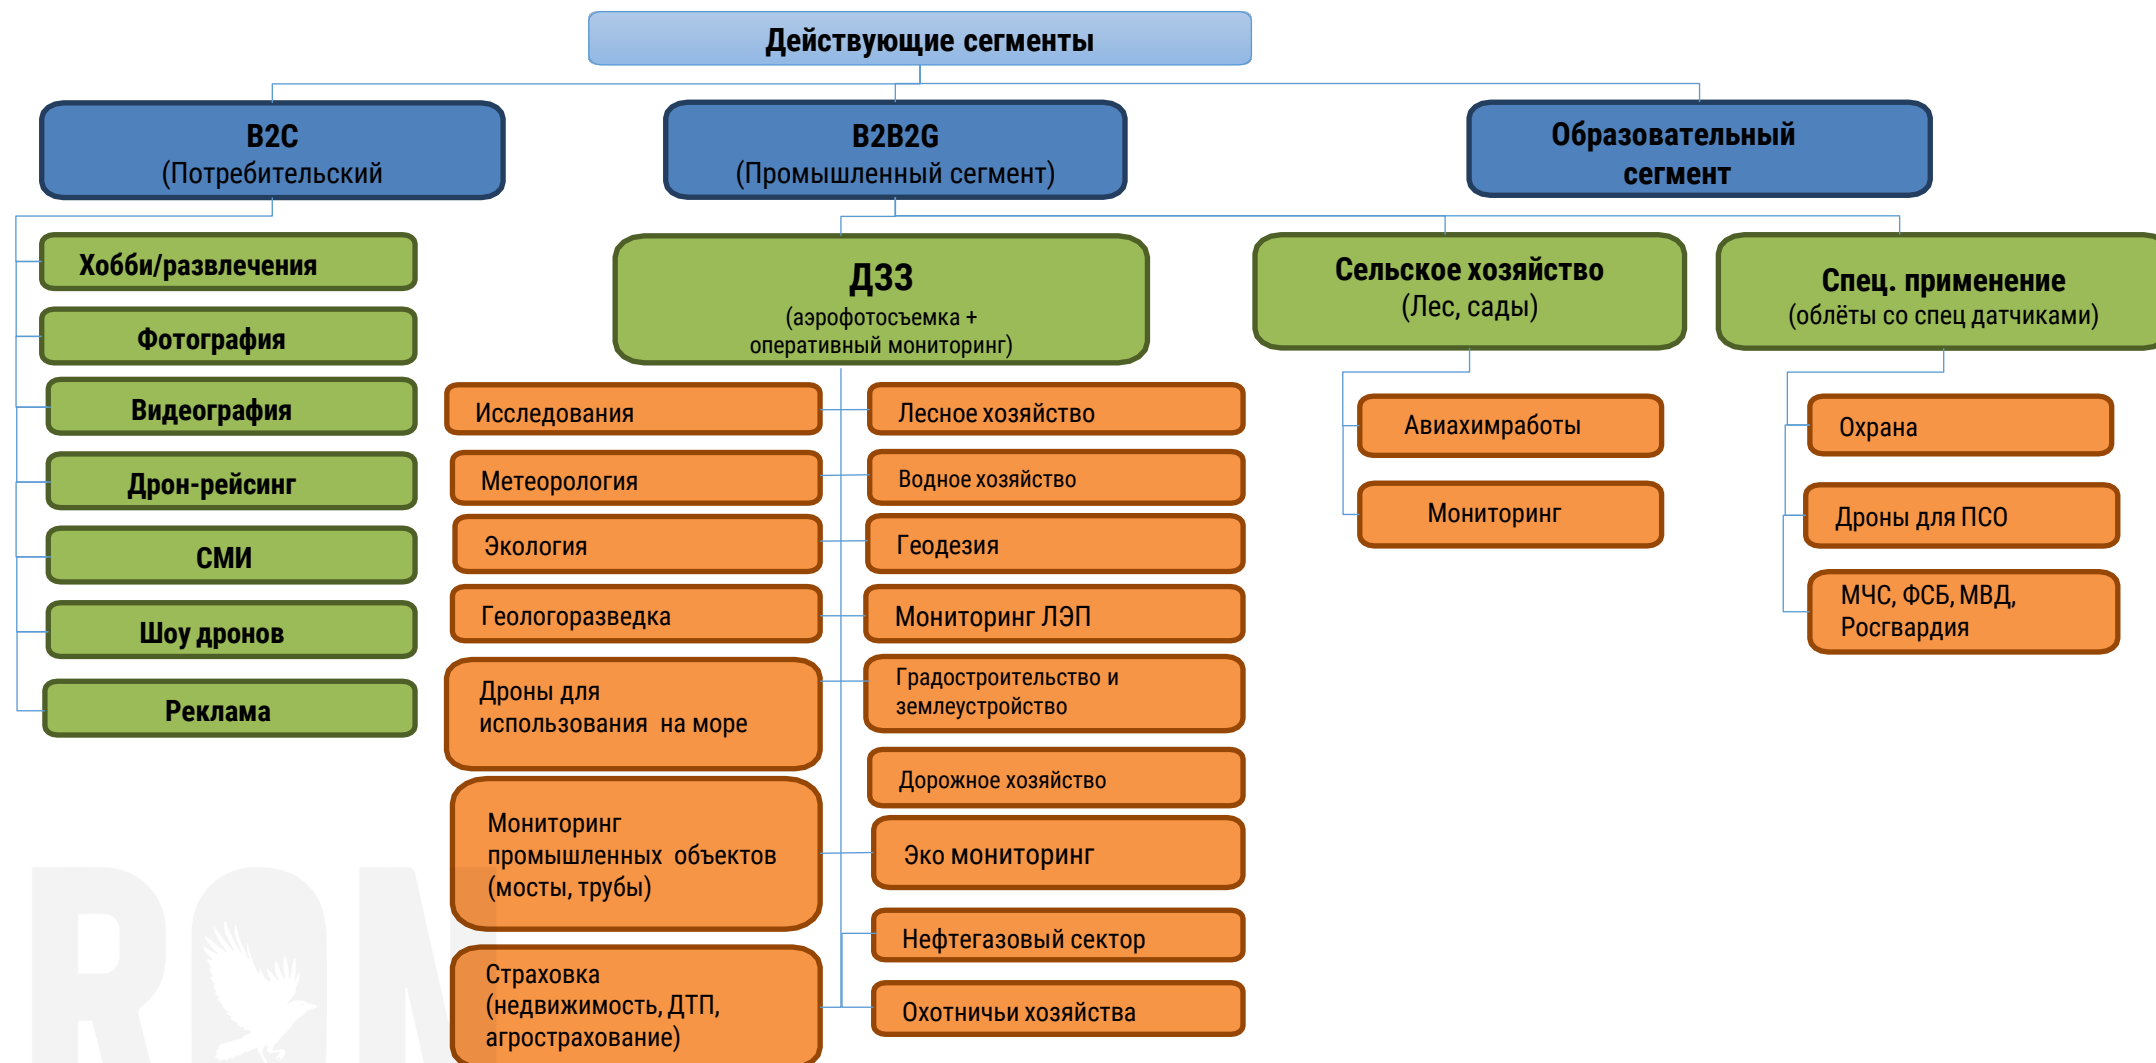 Действующие сегменты
B2C
(Потребительский
B2B2G
(Промышленный сегмент)
Образовательный
сегмент
Хобби/развлечения
Фотография
Видеография
Дрон-рейсинг
СМИ
Шоу дронов
Реклама
ДЗЗ
(аэрофотосъемка +
оперативный мониторинг)
Исследования
Метеорология
Экология
Геологоразведка
Дроны для
использования на море
Мониторинг
промышленных объектов
(мосты, трубы)
Страховка
(недвижимость, ДТП,
агрострахование)
Лесное хозяйство
Водное хозяйство
Геодезия
Мониторинг ЛЭП
Градостроительство и
землеустройство
Дорожное хозяйство
Эко мониторинг
Нефтегазовый сектор
Охотничьи хозяйства
Сельское хозяйство
(Лес, сады)
Авиахимработы
Мониторинг
Спец. применение
(облёты со спец датчиками)
Охрана
Дроны для ПСО
МЧС, ФСБ, МВД,
Росгвардия
RON